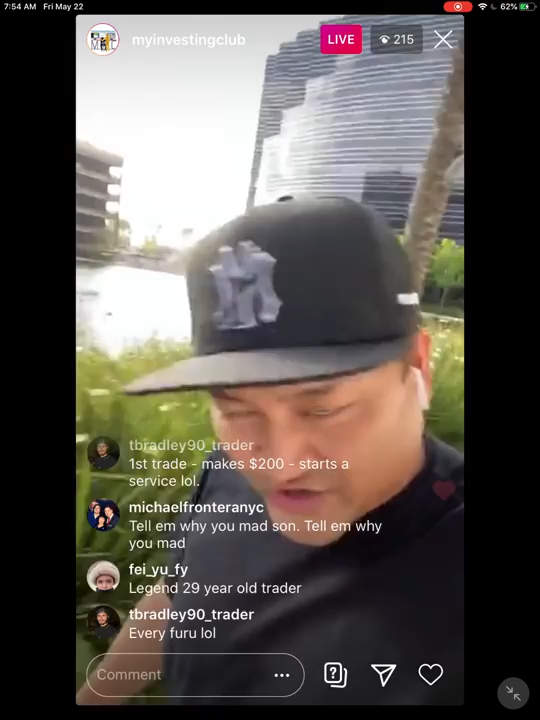 7:54 AM Fri May 22
62%
myinvestingclub
LIVE
215
tbradley90_trader
1st trade - makes $200 - starts a
service lol.
michaelfronteranyc
Tell em why you mad son. Tell em why
you mad
fei_yu_fy
Legend 29 year old trader
tbradley90_trader
Every furu lol
Comment